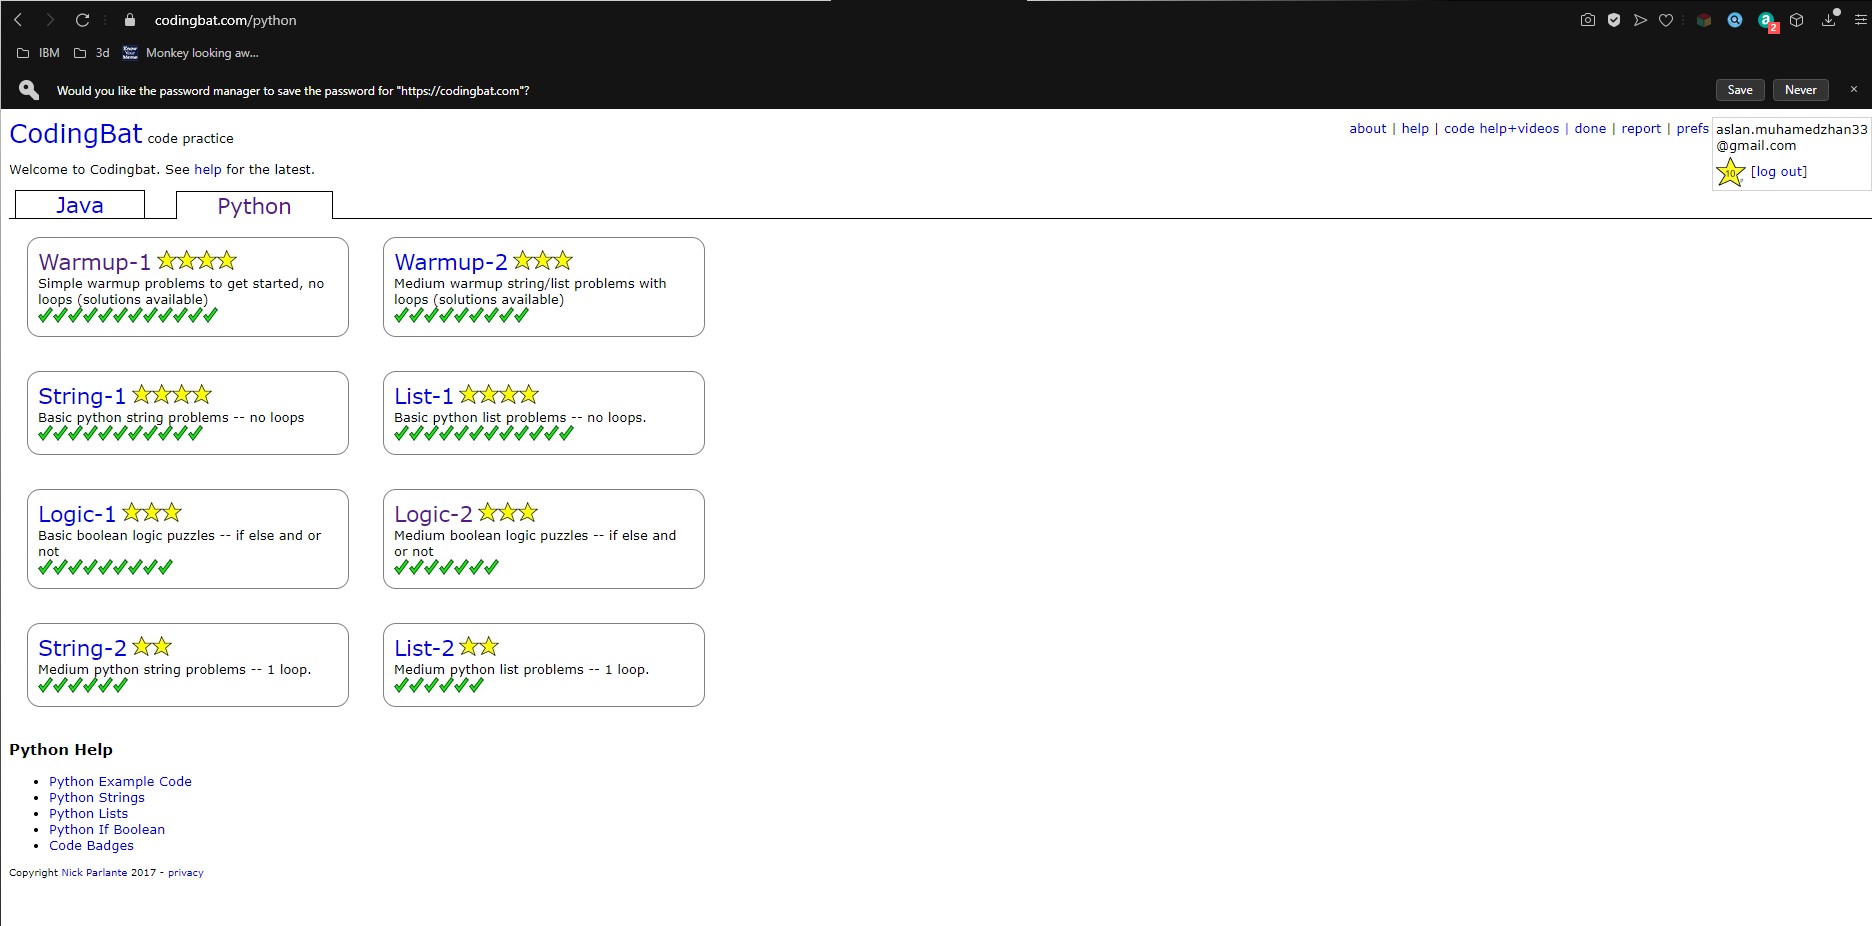 codingbat.com/python
IBM 3d Monkey looking aw...
2
Would you like the password manager to save the password for "https://codingbat.com"? Save Never
CodingBat code practice
about | help | code help+videos | done | report | prefs
aslan.muhamedzhan33
@gmail.com
10 [log out]
Welcome to Codingbat. See help for the latest.
Java Python
Warmup-1
Simple warmup problems to get started, no
loops (solutions available)
Warmup-2
Medium warmup string/list problems with
loops (solutions available)
String-1
Basic python string problems -- no loops
List-1
Basic python list problems -- no loops.
Logic-1
Basic boolean logic puzzles -- if else and or
not
Logic-2
Medium boolean logic puzzles -- if else and
or not
String-2
Medium python string problems -- 1 loop.
List-2
Medium python list problems -- 1 loop.
Python Help
Python Example Code
Python Strings
Python Lists
Python If Boolean
Code Badges
Copyright Nick Parlante 2017 - privacy